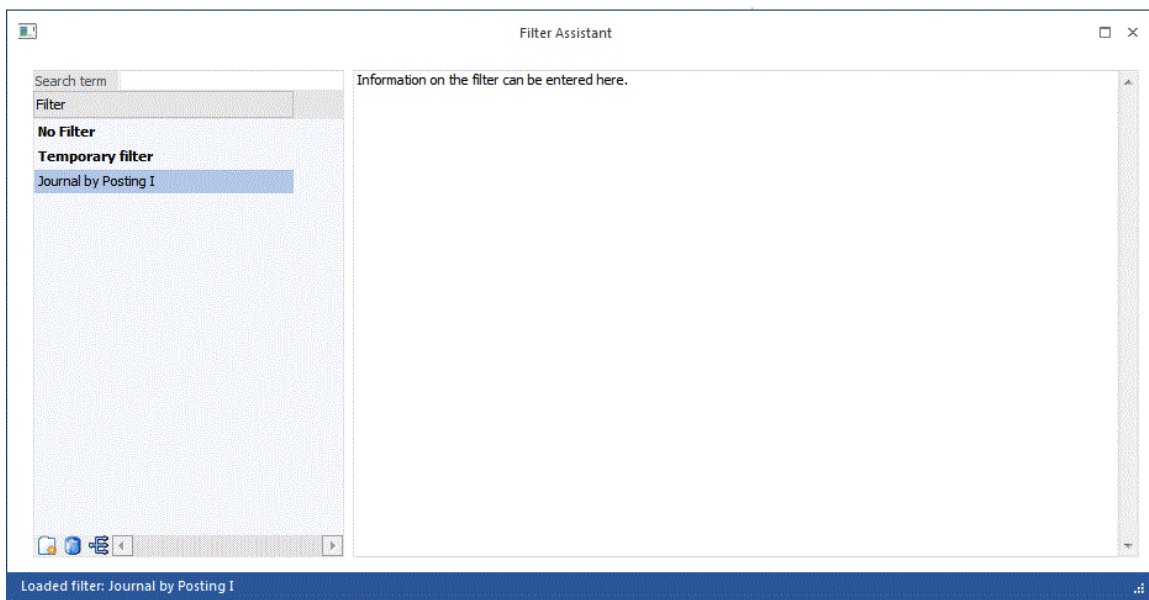 Filter Assistant
Search term
Filter
No Filter
Temporary filter
Journal by Posting I
Information on the filter can be entered here.
Loaded filter: Journal by Posting I